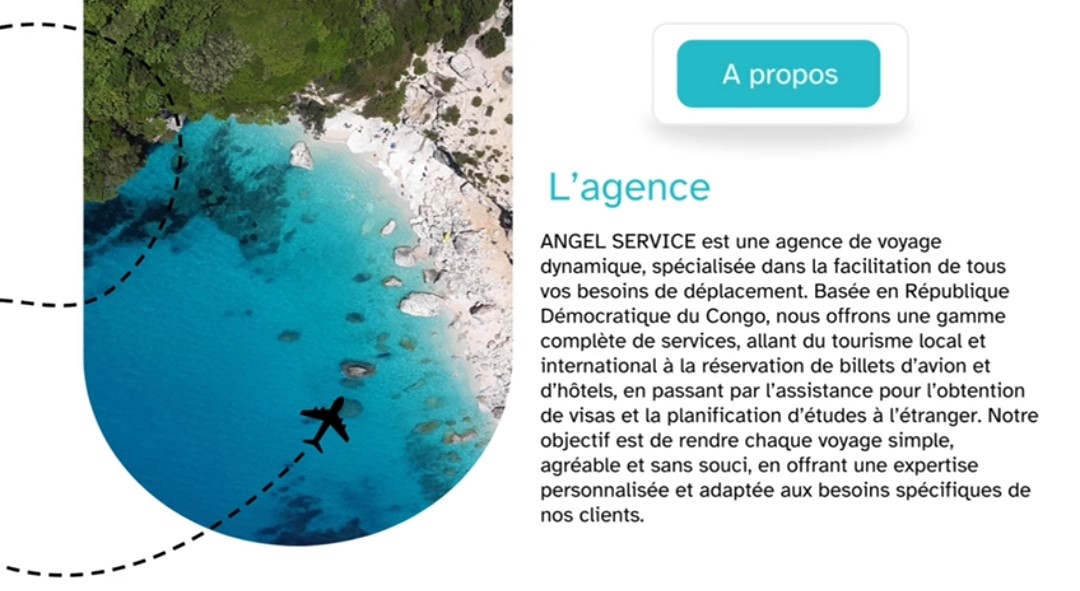 A propos
L’agence
ANGEL SERVICE est une agence de voyage
dynamique, spécialisée dans la facilitation de tous
vos besoins de déplacement. Basée en République
Démocratique du Congo, nous offrons une gamme
complète de services, allant du tourisme local et
international à la réservation de billets d’avion et
d’hôtels, en passant par l’assistance pour l’obtention
de visas et la planification d’études à l’étranger. Notre
objectif est de rendre chaque voyage simple,
agréable et sans souci, en offrant une expertise
personnalisée et adaptée aux besoins spécifiques de
nos clients.